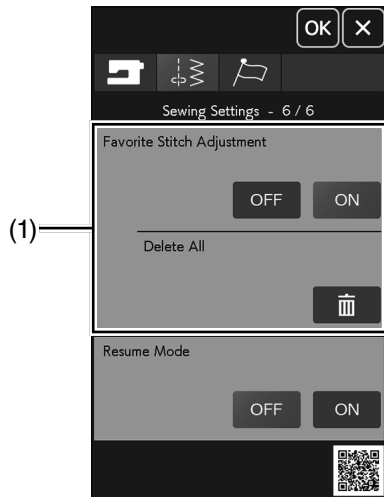 OK
Sewing Settings - 6 / 6
Favorite Stitch Adjustment
OFF ON
(1)
Delete All
Resume Mode
OFF ON